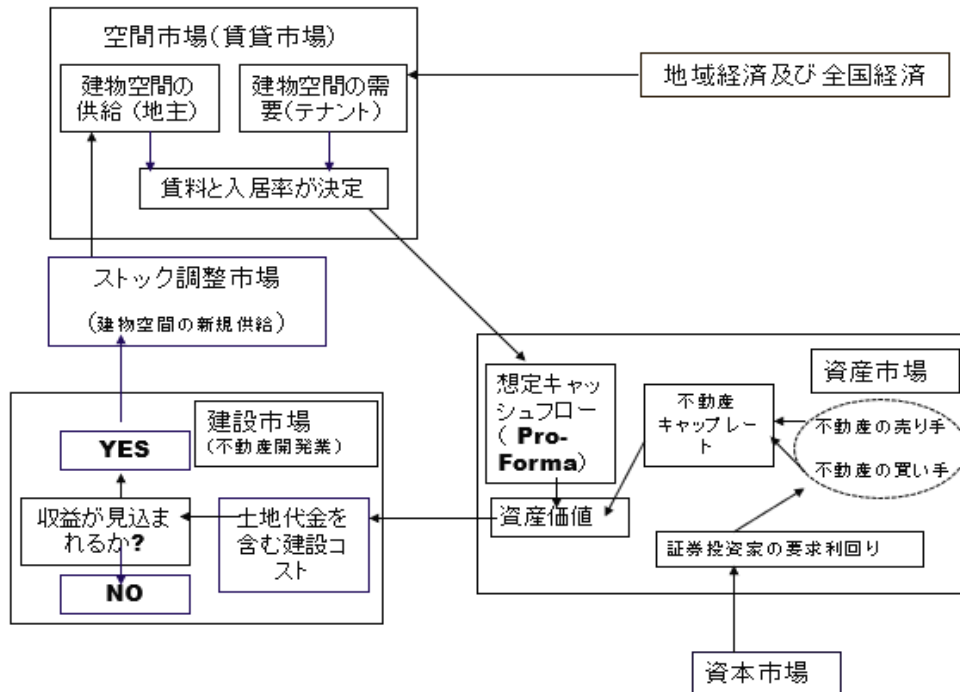 空間市場(賃貸市場)
建物空間の
供給(地主)
建物空間の需
要(テナント)
地域経済及び全国経済
賃料と入居率が決定
ストック調整市場
(建物空間の新規供給)
想定キャッ
シュフロー
( Pro-
Forma)
資産価値
不動産
キャップレー
ト
資産市場
不動産の売り手
不動産の買い手
証券投資家の要求利回り
資本市場
建設市場
(不動産開発業)
YES
収益が見込ま
れるか?
NO
土地代金を
含む建設コ
スト